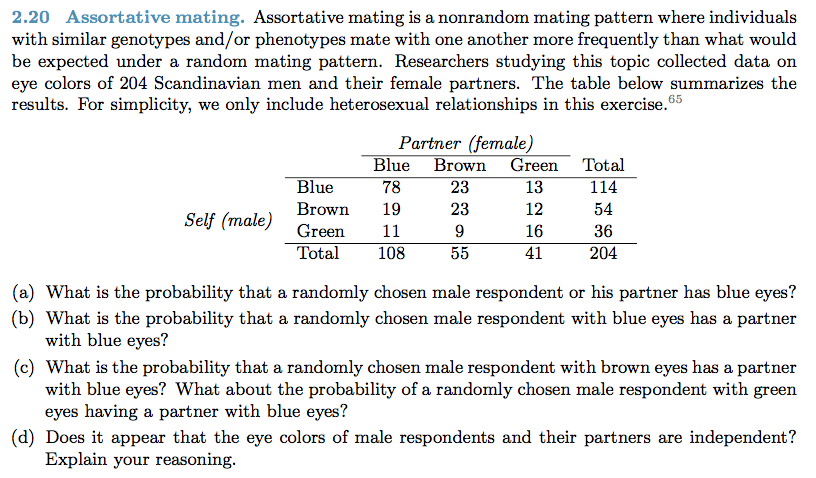 2.20 Assortative mating. Assortative mating is a nonrandom mating pattern where individuals
with similar genotypes and/or phenotypes mate with one another more frequently than what would
be expected under a random mating pattern. Researchers studying this topic collected data on
eye colors of 204 Scandinavian men and their female partners. The table below summarizes the
results. For simplicity, we only include heterosexual relationships in this exercise.65
Partner (female)
Blue Brown Green Total
Blue 78 23 13 114
Brown 19 23 12 54
Self (male)
Green 11 9 16 36
Total 108 55 41 204
(a) What is the probability that a randomly chosen male respondent or his partner has blue eyes?
(b) What is the probability that a randomly chosen male respondent with blue eyes has a partner
with blue eyes?
(c) What is the probability that a randomly chosen male respondent with brown eyes has a partner
with blue eyes? What about the probability of a randomly chosen male respondent with green
eyes having a partner with blue eyes?
(d) Does it appear that the eye colors of male respondents and their partners are independent?
Explain your reasoning.